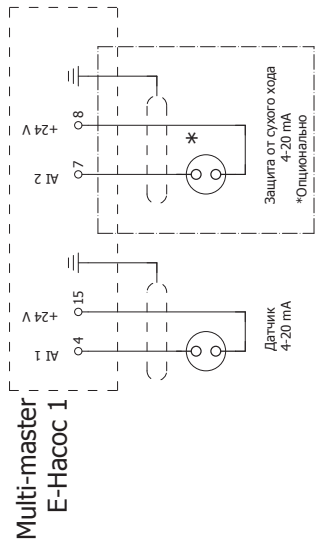 Multi-master
Е-Насос 1
AI 1
+24 V
AI 2
+24 V
4
15
7
8
*
Датчик
4-20 mA
Защита от сухого хода
4-20 mA
*Опционально